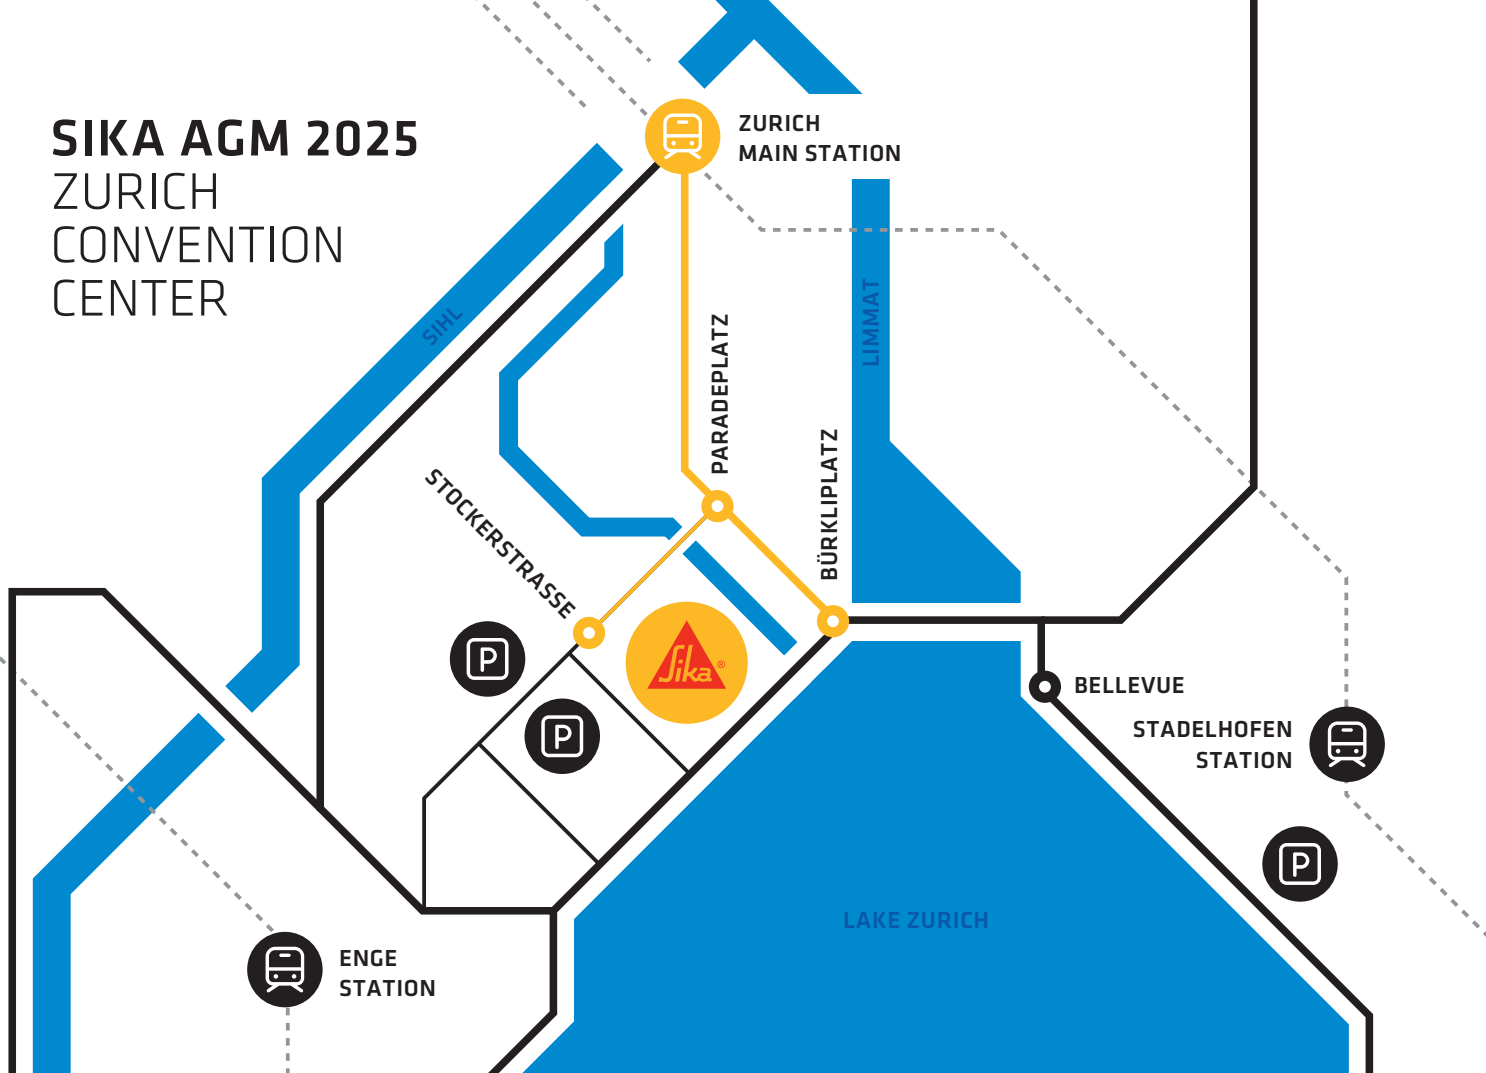 SIKA AGM 2025
ZURICH
CONVENTION
CENTER
ZURICH
MAIN STATION
SIHL
LIMMAT
PARADEPLATZ
BÜRKLIPLATZ
STOCKERSTRASSE
P
P
Sika®
BELLEVUE
STADELHOFEN
STATION
P
LAKE ZURICH
ENGE
STATION